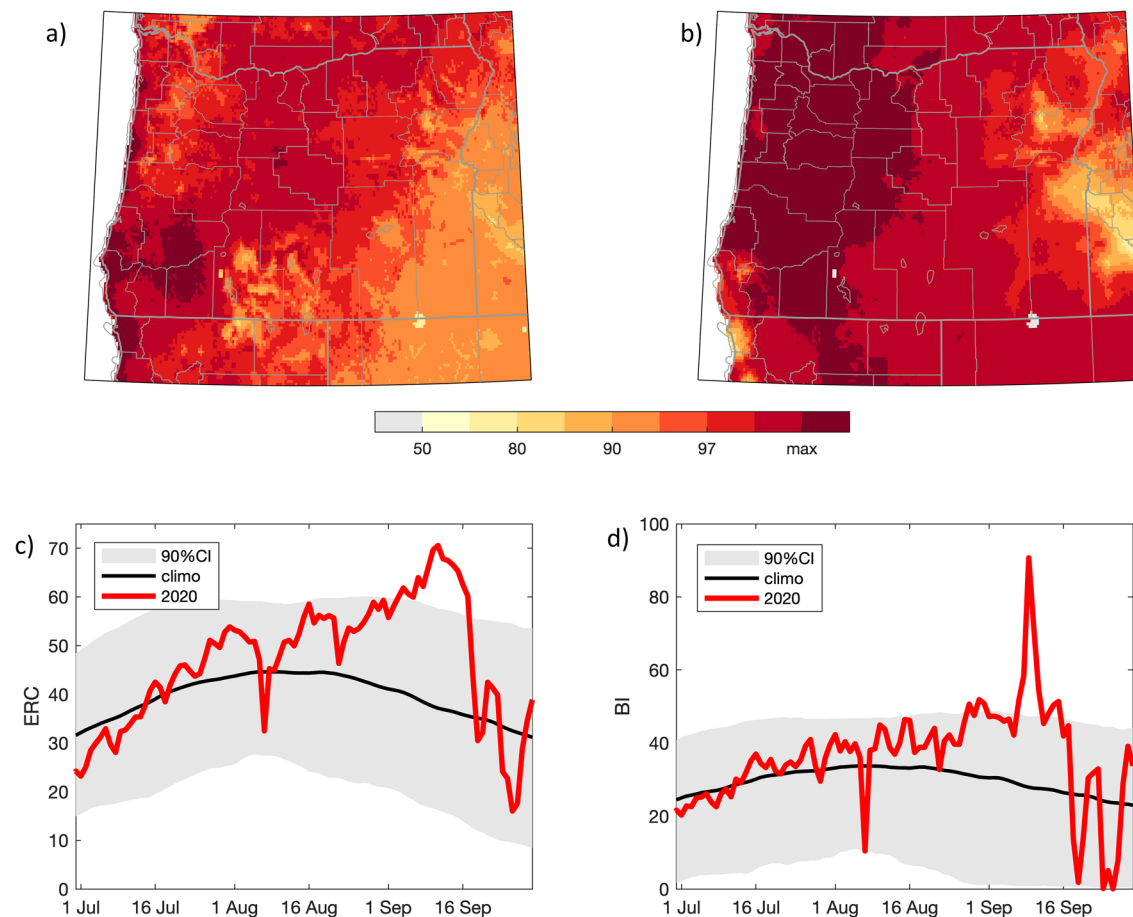 a)
b)
50 80 90 97 max
c)
90%CI
climo
2020
70
60
50
40
30
20
10
0
ERC
1 Jul 16 Jul 1 Aug 16 Aug 1 Sep 16 Sep
d)
90%CI
climo
2020
100
80
60
40
20
0
BI
1 Jul 16 Jul 1 Aug 16 Aug 1 Sep 16 Sep